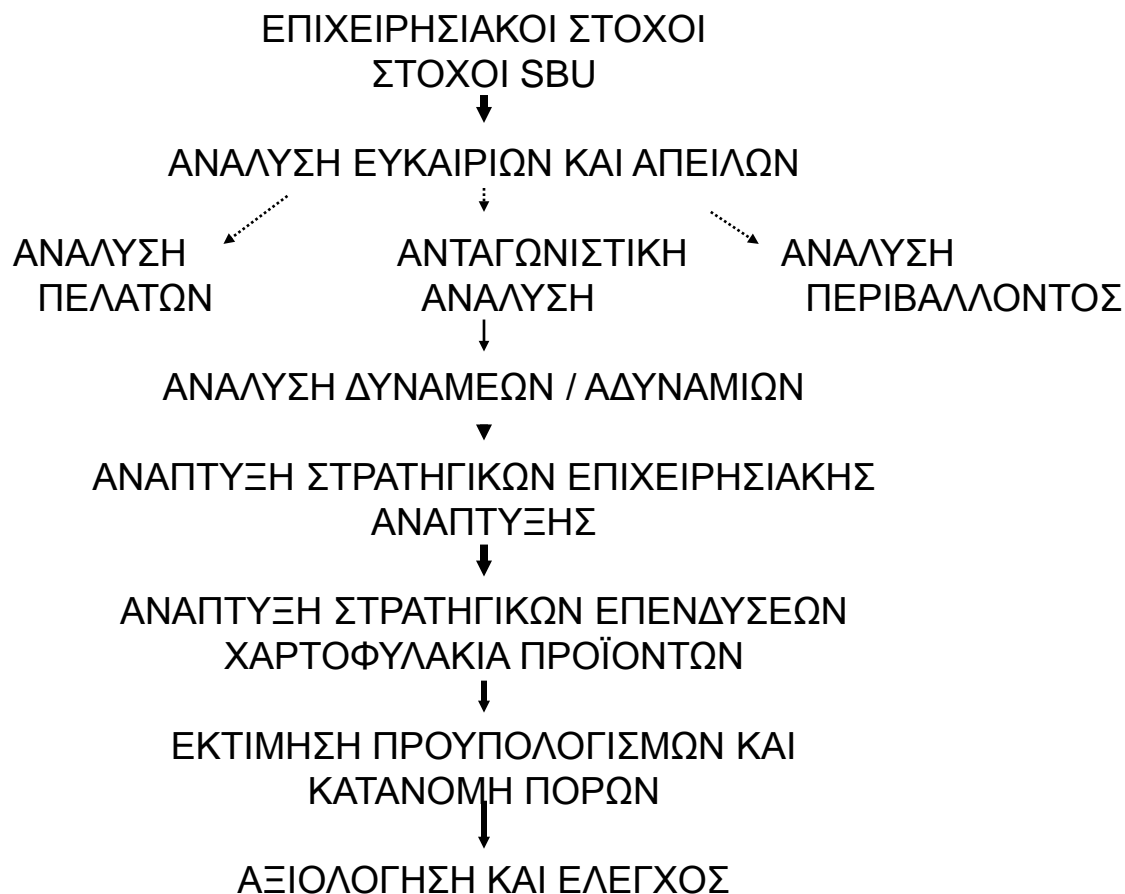 ΕΠΙΧΕΙΡΗΣΙΑΚΟΙ ΣΤΟΧΟΙ
ΣΤΟΧΟΙ SBU
ΑΝΑΛΥΣΗ ΕΥΚΑΙΡΙΩΝ ΚΑΙ ΑΠΕΙΛΩΝ
ΑΝΑΛΥΣΗ
ΠΕΛΑΤΩΝ
ΑΝΤΑΓΩΝΙΣΤΙΚΗ
ΑΝΑΛΥΣΗ
ΑΝΑΛΥΣΗ
ΠΕΡΙΒΑΛΛΟΝΤΟΣ
ΑΝΑΛΥΣΗ ΔΥΝΑΜΕΩΝ / ΑΔΥΝΑΜΙΩΝ
ΑΝΑΠΤΥΞΗ ΣΤΡΑΤΗΓΙΚΩΝ ΕΠΙΧΕΙΡΗΣΙΑΚΗΣ
ΑΝΑΠΤΥΞΗΣ
ΑΝΑΠΤΥΞΗ ΣΤΡΑΤΗΓΙΚΩΝ ΕΠΕΝΔΥΣΕΩΝ
ΧΑΡΤΟΦΥΛΑΚΙΑ ΠΡΟΪΟΝΤΩΝ
ΕΚΤΙΜΗΣΗ ΠΡΟΥΠΟΛΟΓΙΣΜΩΝ ΚΑΙ
ΚΑΤΑΝΟΜΗ ΠΟΡΩΝ
ΑΞΙΟΛΟΓΗΣΗ ΚΑΙ ΕΛΕΓΧΟΣ